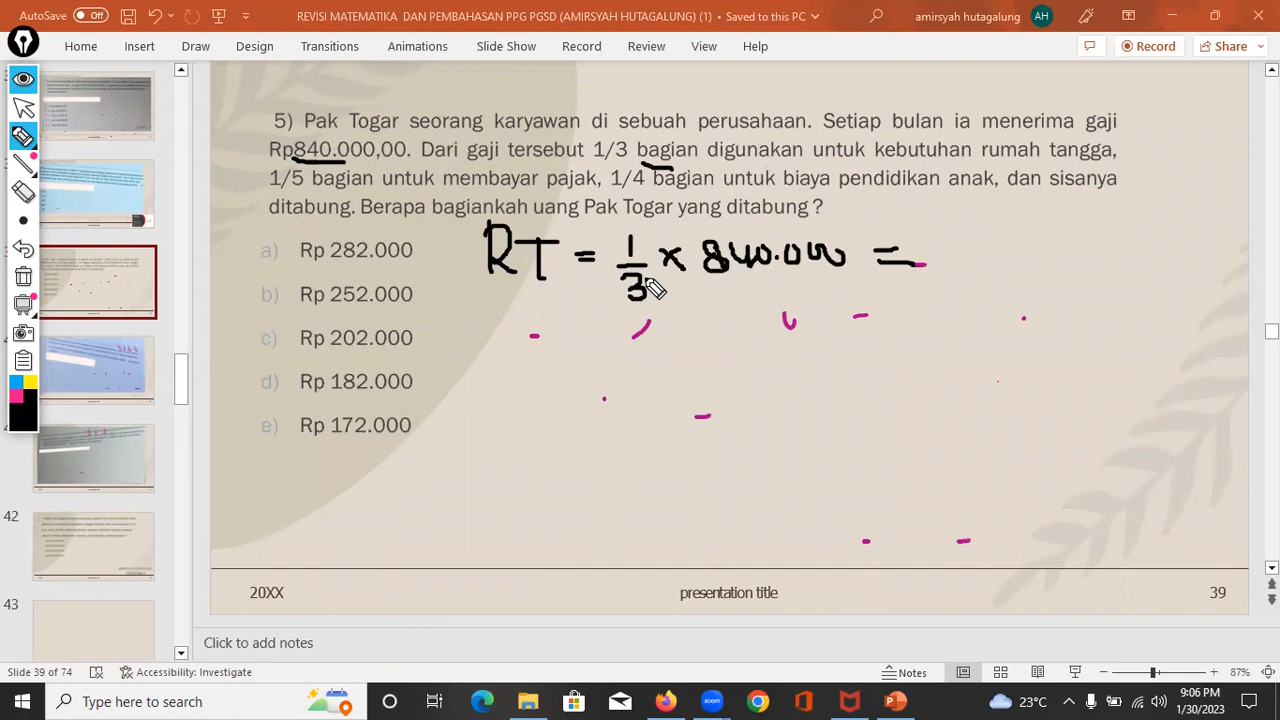 AutoSave Off REVISI MATEMATIKA DAN PEMBAHASAN PPG PGSD (AMIRSYAH HUTAGALUNG) (1) • Saved to this PC amirsyah hutagalung AH
Home Insert Draw Design Transitions Animations Slide Show Record Review View Help Record Share
5) Pak Togar seorang karyawan di sebuah perusahaan. Setiap bulan ia menerima gaji
Rp840.000,00. Dari gaji tersebut 1/3 bagian digunakan untuk kebutuhan rumah tangga,
1/5 bagian untuk membayar pajak, 1/4 bagian untuk biaya pendidikan anak, dan sisanya
ditabung. Berapa bagiankah uang Pak Togar yang ditabung ?
RT = 1/3 x 840.000 =
a) Rp 282.000
b) Rp 252.000
c) Rp 202.000
d) Rp 182.000
e) Rp 172.000
42
43
20XX presentation title 39
Click to add notes
Slide 39 of 74 Accessibility: Investigate Notes 87%
Type here to search zoom 23°C 9:06 PM
1/30/2023